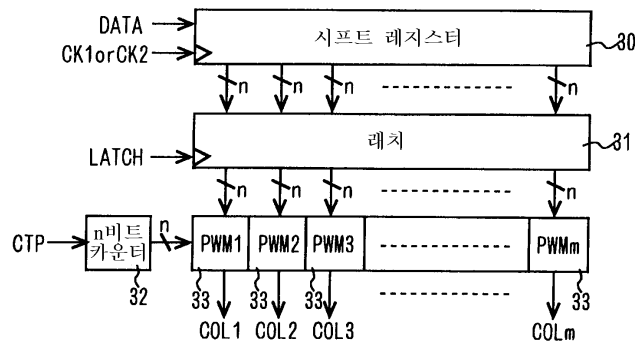 DATA
시프트 레지스터
30
CK1orCK2
n n n n
31
래치
LATCH
n n n n
n비트
카운터
CTP
n
PWM1 PWM2 PWM3 PWMm
32
33 33 33 33
COL1 COL2 COL3 COLm